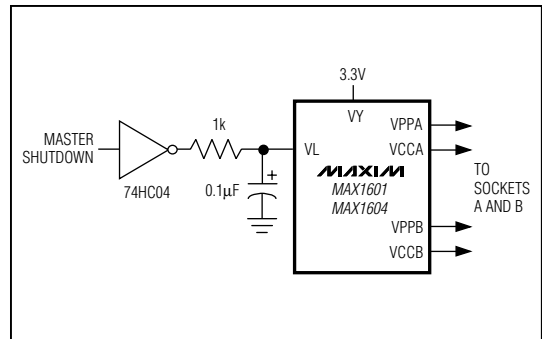 3.3V
VY
1k
MASTER
SHUTDOWN
74HC04
0.1µF
+
VL
MAXIM
MAX1601
MAX1604
VPPA
VCCA
VPPB
VCCB
TO
SOCKETS
A AND B